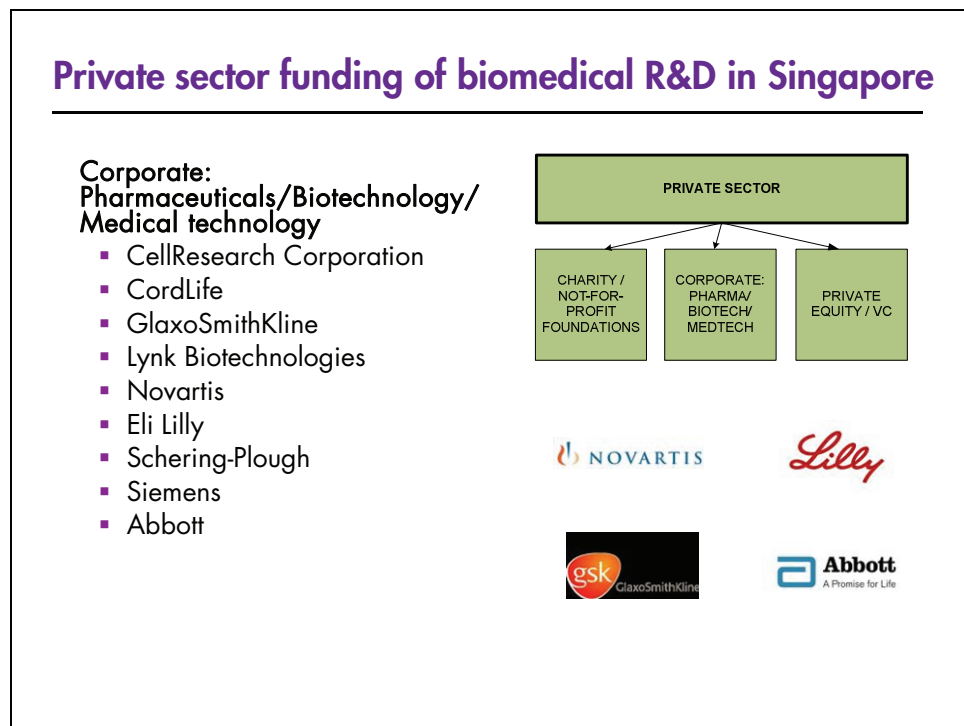 Private sector funding of biomedical R&D in Singapore
Corporate:
Pharmaceuticals/Biotechnology/
Medical technology
▪ CellResearch Corporation
▪ CordLife
▪ GlaxoSmithKline
▪ Lynk Biotechnologies
▪ Novartis
▪ Eli Lilly
▪ Schering-Plough
▪ Siemens
▪ Abbott
PRIVATE SECTOR
CHARITY /
NOT-FOR-
PROFIT
FOUNDATIONS
CORPORATE:
PHARMA/
BIOTECH/
MEDTECH
PRIVATE
EQUITY / VC
NOVARTIS
Lilly
gsk
GlaxoSmithKline
Abbott
A Promise for Life